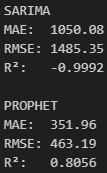 SARIMA
MAE:  1050.08
RMSE: 1485.35
R²:   -0.9992
PROPHET
MAE:  351.96
RMSE: 463.19
R²:   0.8056